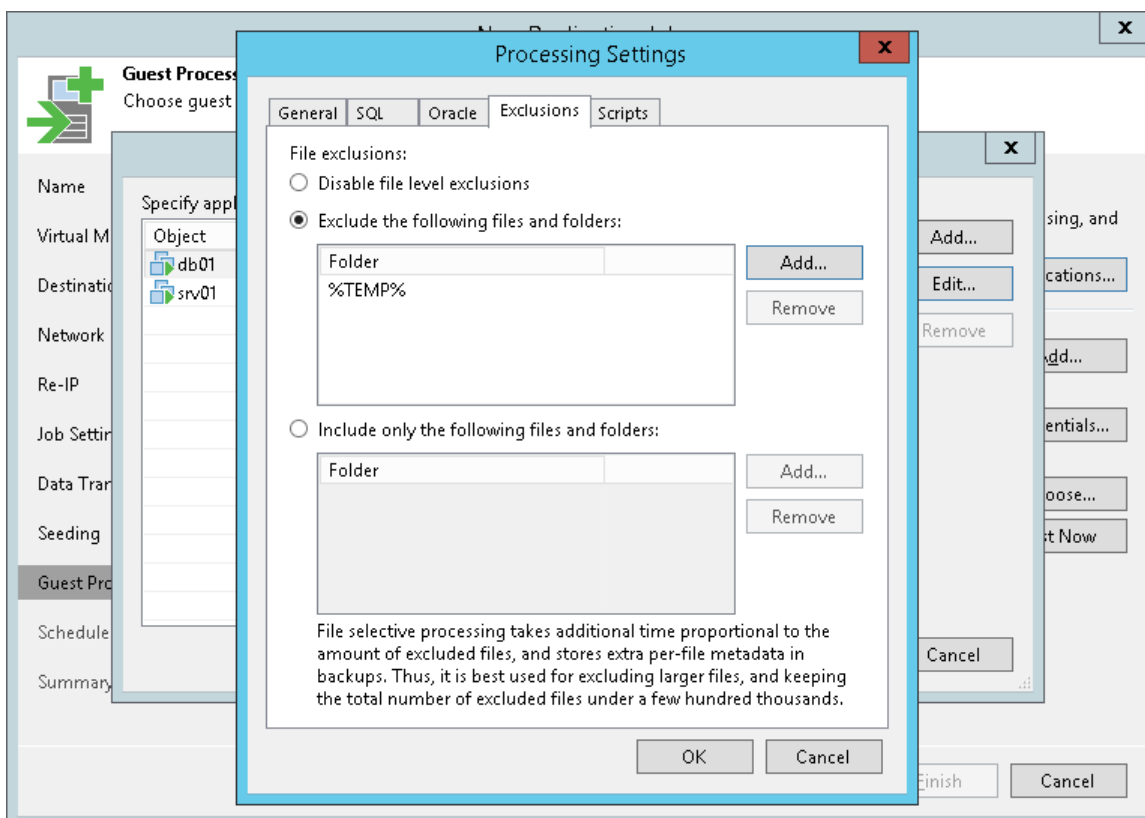 Processing Settings
Guest Process
Choose guest
General
SQL
Oracle
Exclusions
Scripts
File exclusions:
Disable file level exclusions
Exclude the following files and folders:
Folder
%TEMP%
Add...
Remove
Include only the following files and folders:
Folder
Add...
Remove
File selective processing takes additional time proportional to the
amount of excluded files, and stores extra per-file metadata in
backups. Thus, it is best used for excluding larger files, and keeping
the total number of excluded files under a few hundred thousands.
OK
Cancel
Name
Virtual M
Destinatio
Network
Re-IP
Job Settin
Data Tran
Seeding
Guest Pro
Schedule
Summary
Specify appl
Object
db01
srv01
Add...
Edit...
Remove
Cancel
sing, and
cations...
dd...
entials...
oose...
st Now
Finish
Cancel